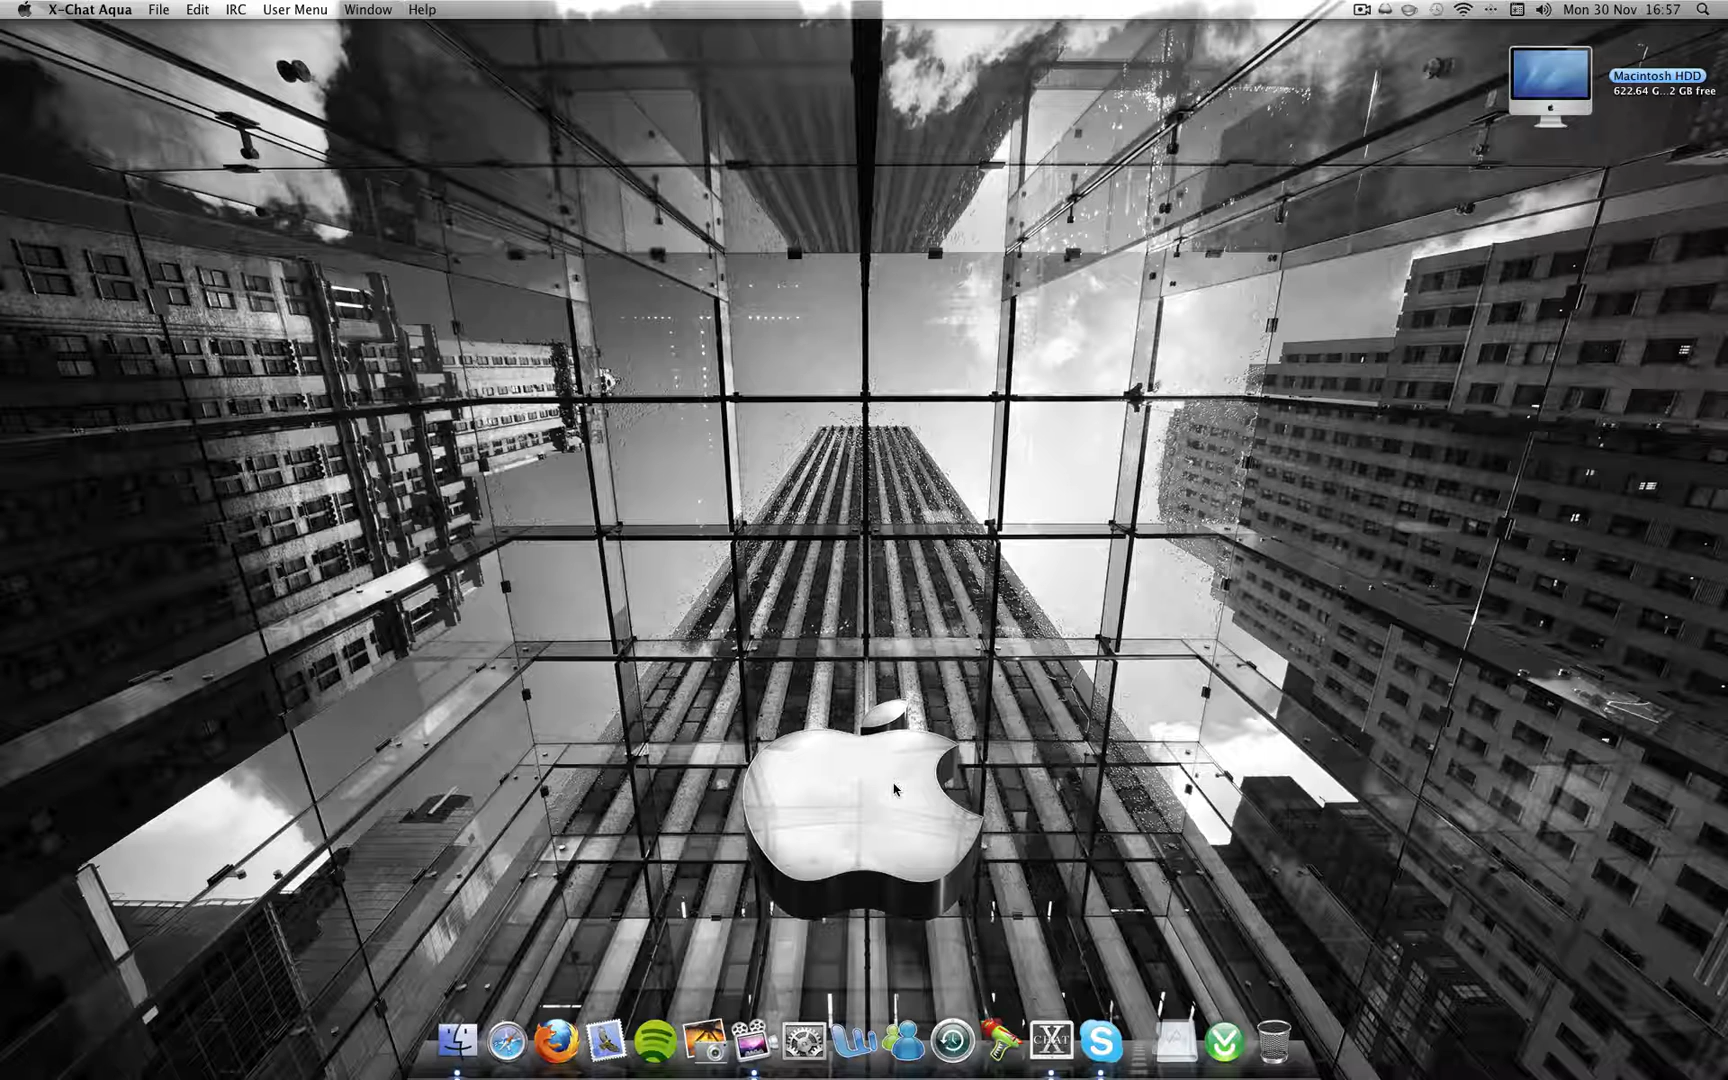 X-Chat Aqua File Edit IRC User Menu Window Help Mon 30 Nov 16:57
Macintosh HDD
622.64 G...2 GB free
X
CHAT